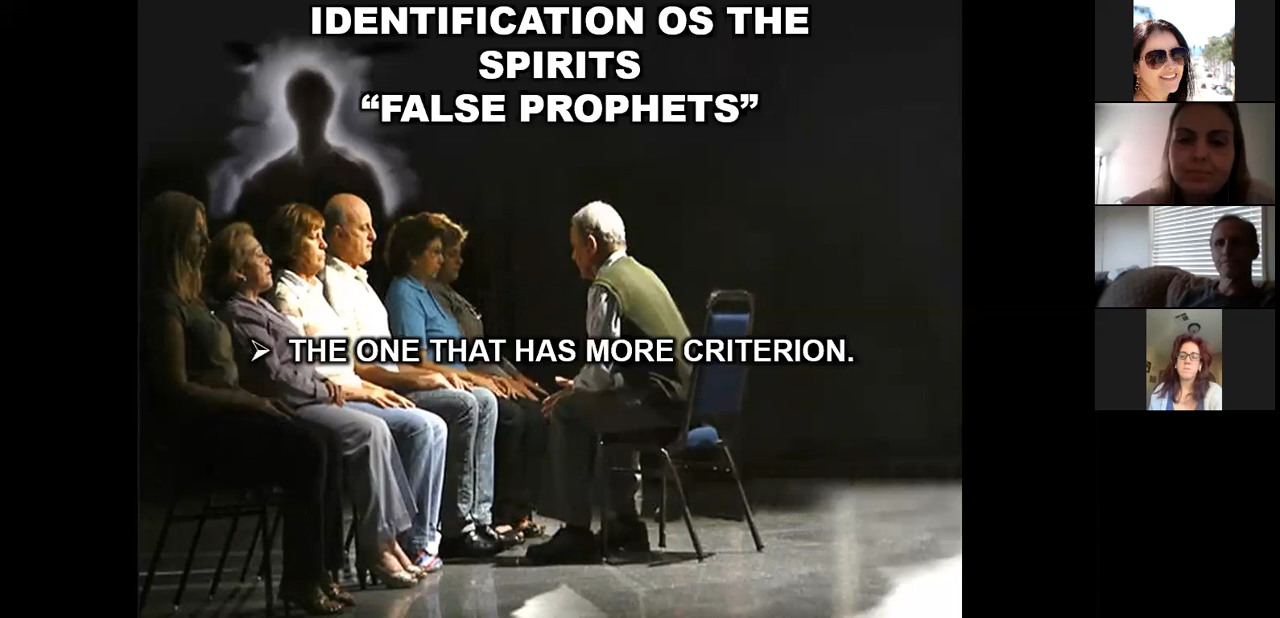 IDENTIFICATION OS THE
SPIRITS
“FALSE PROPHETS”
➢ THE ONE THAT HAS MORE CRITERION.